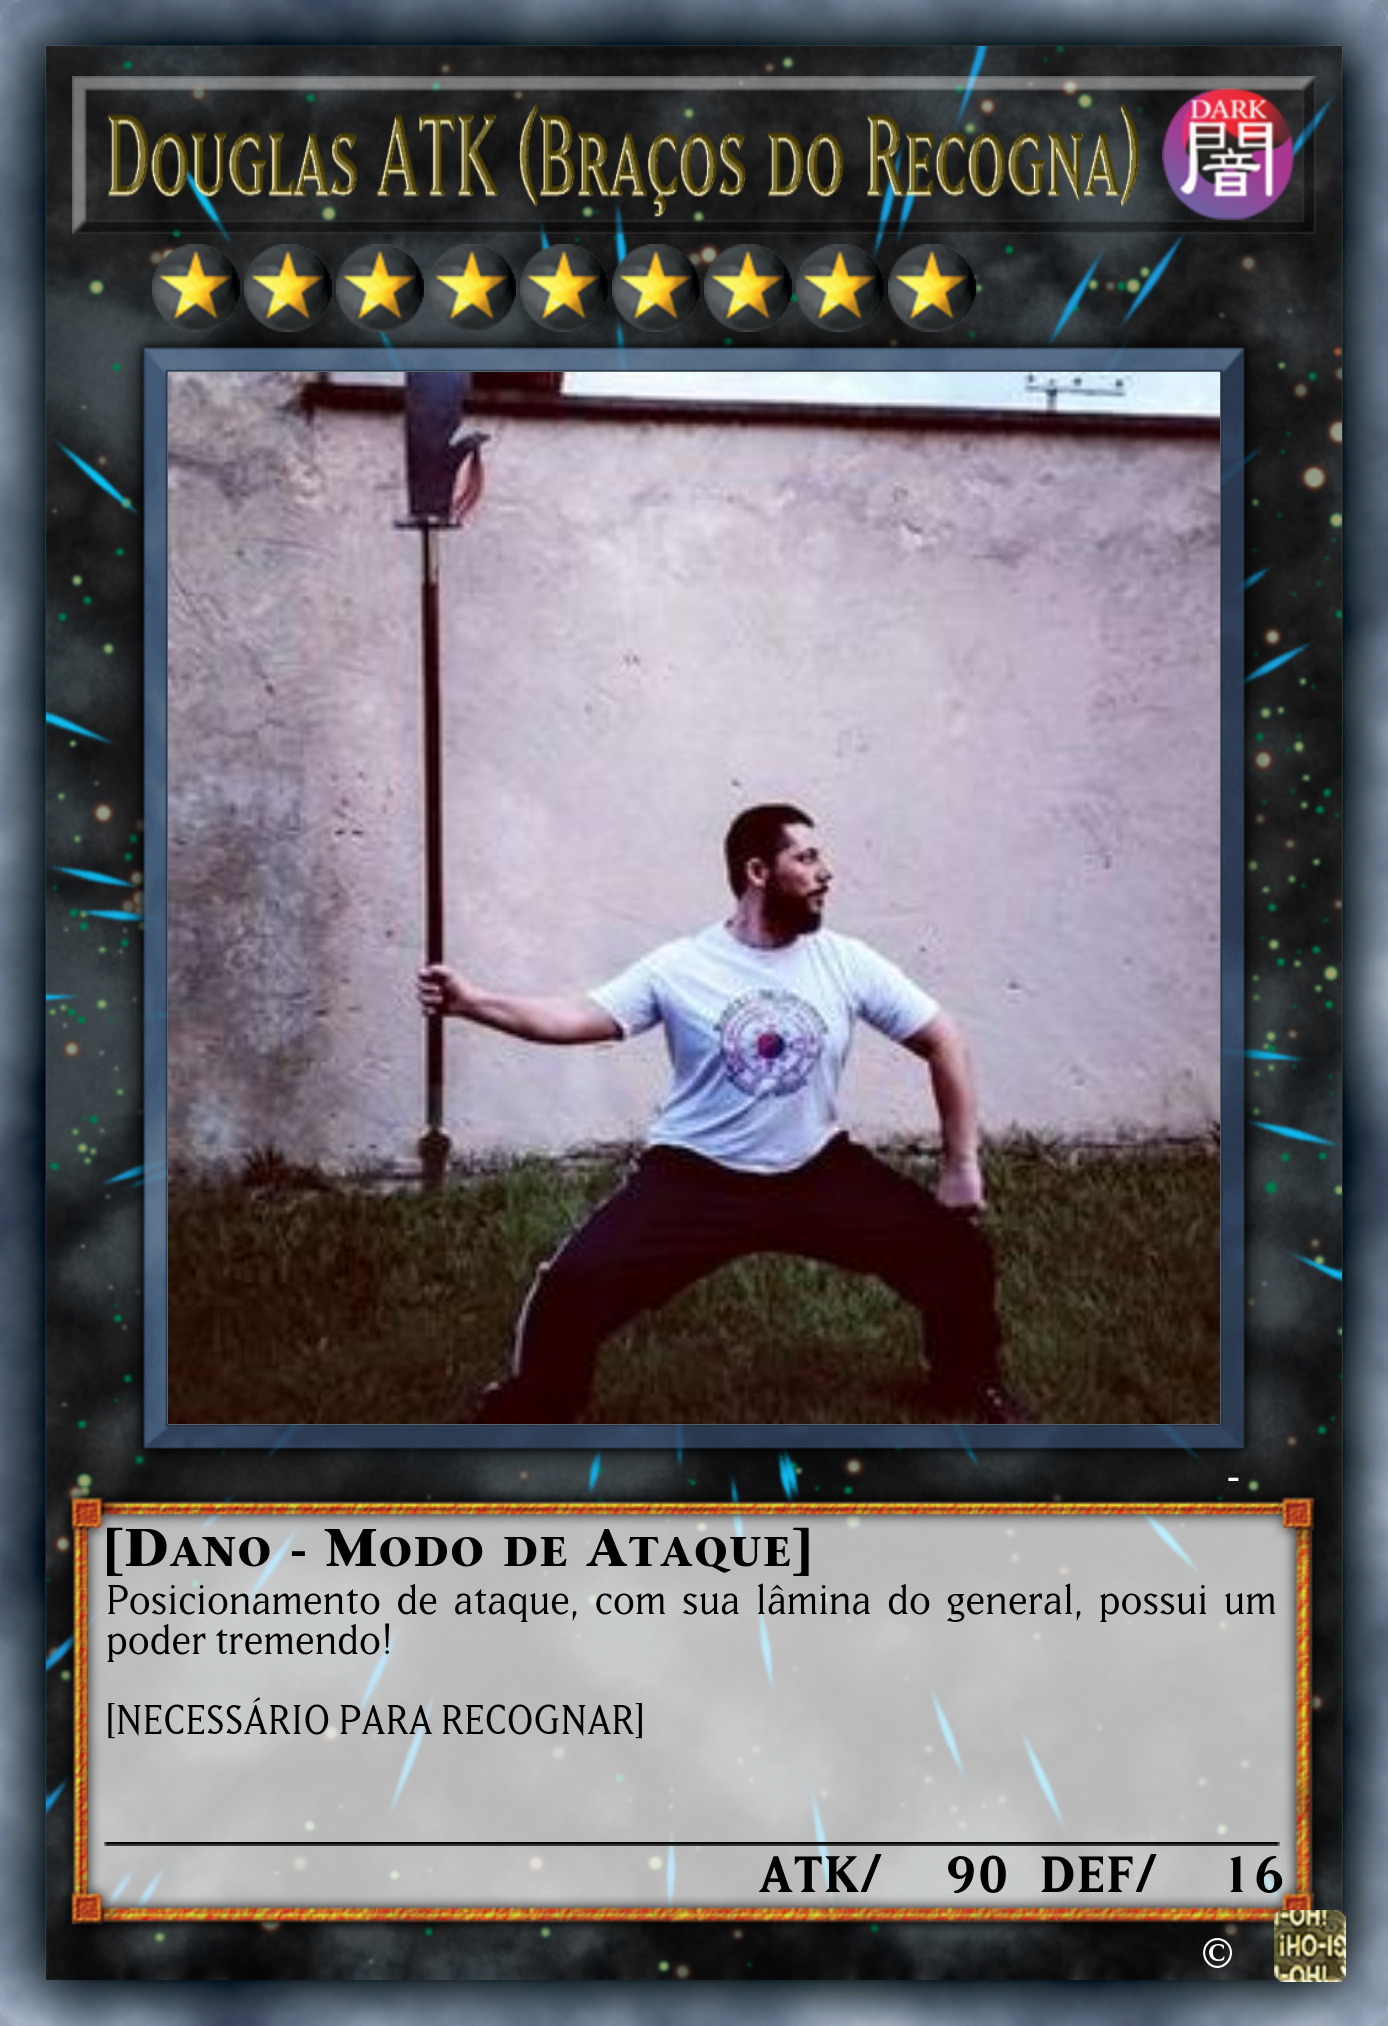 Douglas ATK (Braços do Recogna)
DARK
闇
[Dano - Modo de Ataque]
Posicionamento de ataque, com sua lâmina do general, possui um
poder tremendo!
[NECESSÁRIO PARA RECOGNAR]
ATK/ 90 DEF/ 16
©
-OH!